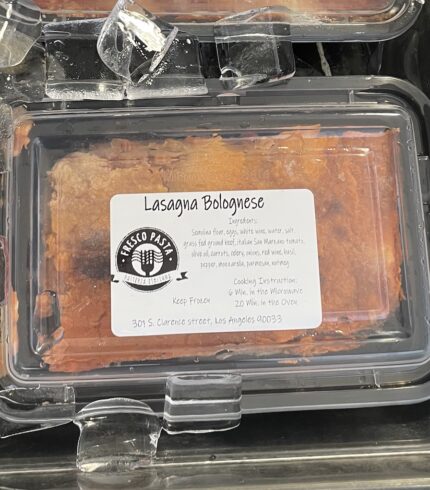 Lasagna Bolognese
Ingredients:
Semolina flour, eggs, white wine, water, salt
grass fed ground beef, italian San Marzano tomato,
olive oil, carrots, celery, onions, red wine, basil,
pepper, mozzarella, parmesan, nutmeg
FRESCO PASTA
Cooking Instruction:
Keep Frozen
6 Min. in the Microwave
20 Min. in the Oven
301 S. Clarence street, Los Angeles 90033